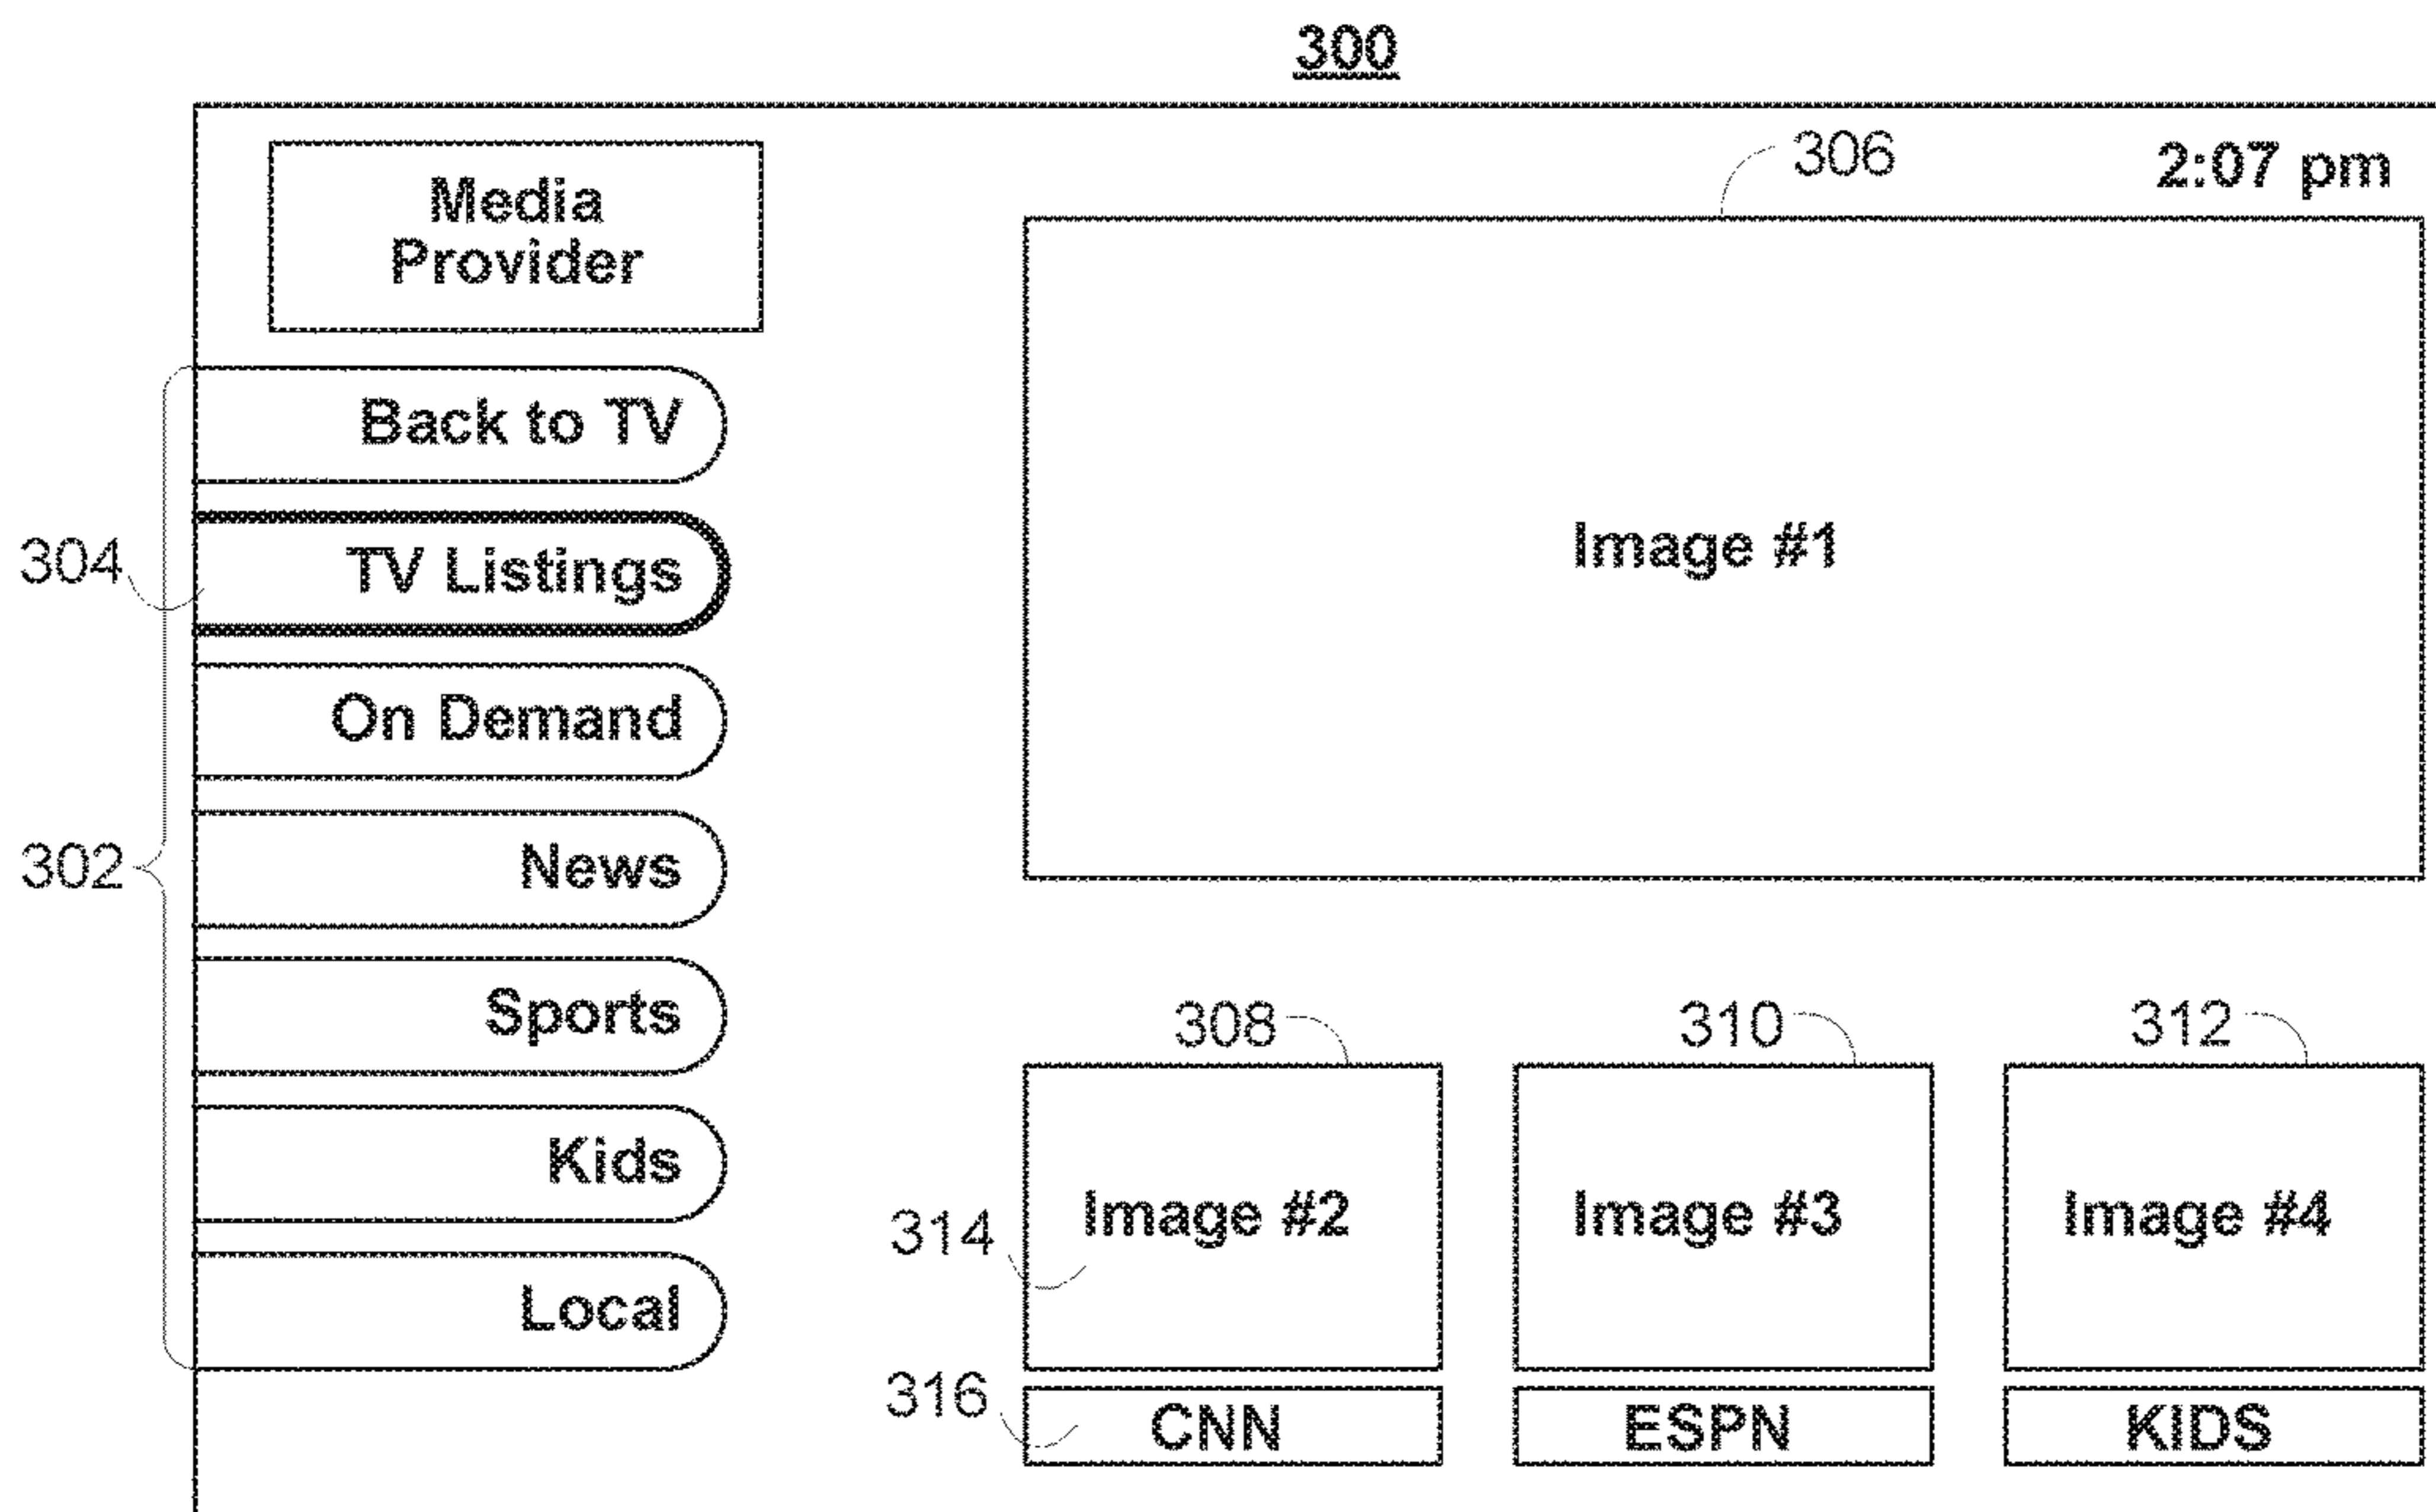 300
306
2:07 pm
Media
Provider
Back to TV
304
TV Listings
On Demand
302
News
Sports
Kids
Local
Image #1
308
310
312
314
Image #2
Image #3
Image #4
316
CNN
ESPN
KIDS